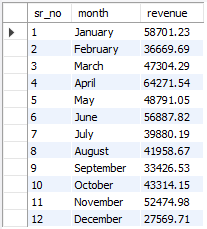 sr_no month revenue
1 January 58701.23
2 February 36669.69
3 March 47304.29
4 April 64271.54
5 May 48791.05
6 June 56887.82
7 July 39880.19
8 August 41958.67
9 September 33426.53
10 October 43314.15
11 November 52474.98
12 December 27569.71